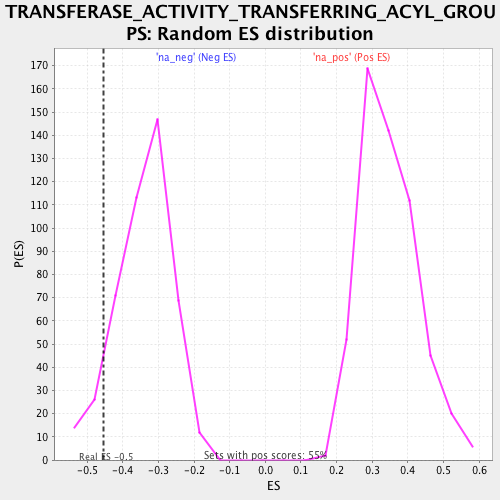 TRANSFERASE_ACTIVITY_TRANSFERRING_ACYL_GROU
PS: Random ES distribution
'na_neg' (Neg ES) 'na_pos' (Pos ES)
170
160
150
140
130
120
110
100
90
80
70
60
50
40
30
20
10
0
P(ES)
Real ES -0.5 Sets with pos scores: 55%
-0.5 -0.4 -0.3 -0.2 -0.1 0.0 0.1 0.2 0.3 0.4 0.5 0.6
ES